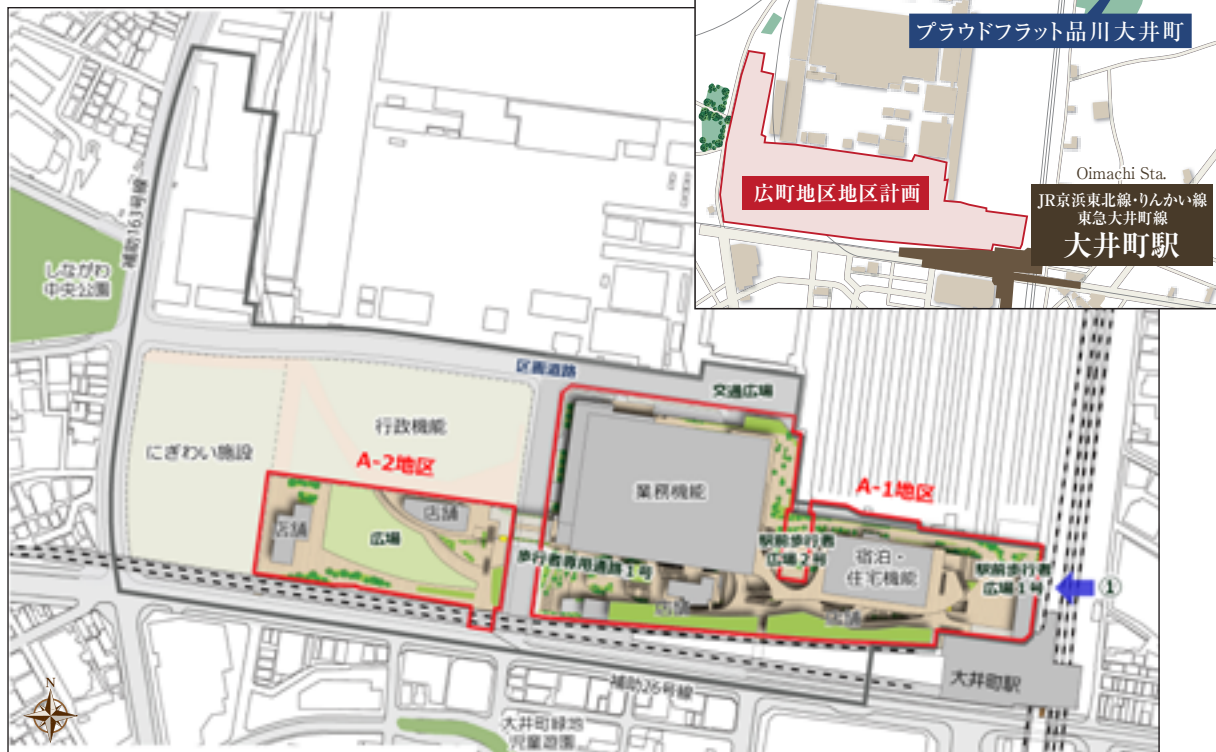 プラウドフラット品川大井町
広町地区地区計画
Oimachi Sta.
JR京浜東北線・りんかい線
東急大井町線
大井町駅
補助163号線
しながわ
中央公園
区画道路
交通広場
行政機能
にぎわい施設
A-2地区
業務機能
A-1地区
店舗
店舗
広場
歩行者専用通路1号
駅前歩行者
広場2号
宿泊・
住宅機能
駅前歩行者
広場1号
①
店舗
店舗
大井町駅
補助26号線
大井町緑地
児童遊園
N